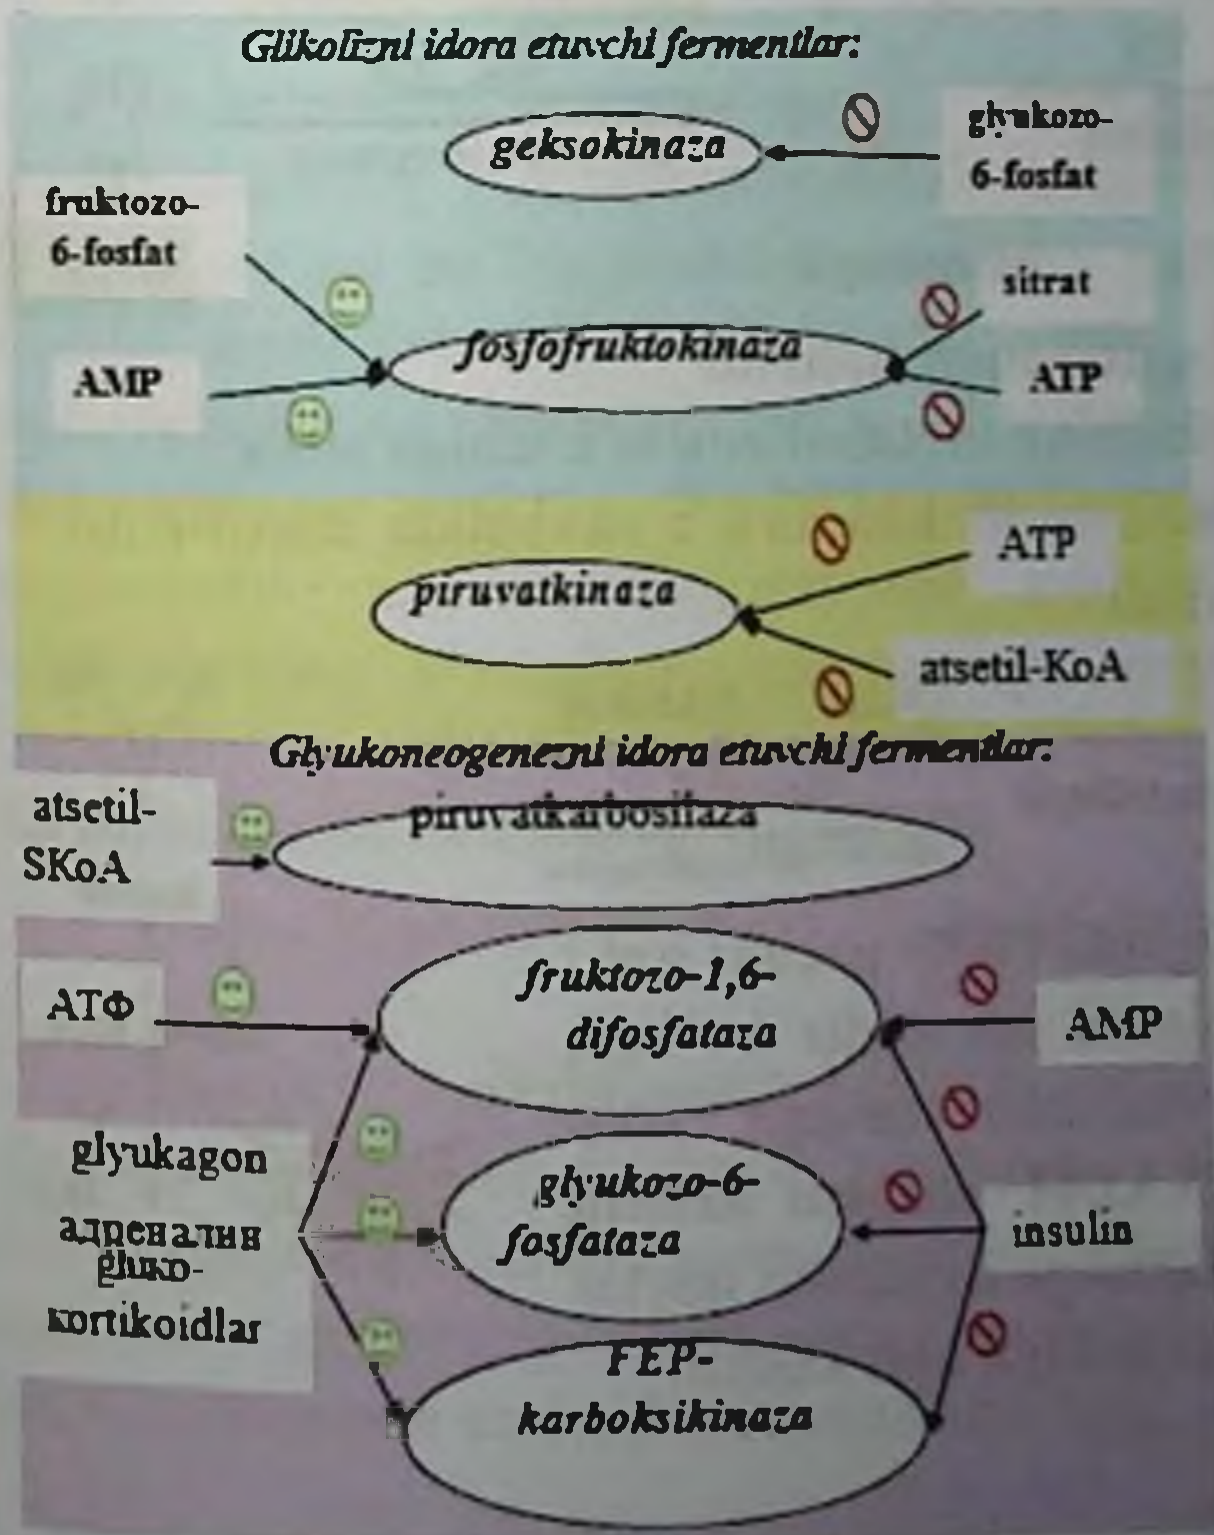 Glikolizni idora etuvchi fermentlar:
geksokinaza
glyukozo-
6-fosfat
fruktozo-
6-fosfat
sitrat
fosfofruktokinaza
AMP
ATP
ATP
piruvatkinaza
atsetil-KoA
Glyukoneogenezni idora etuvchi fermentlar:
atsetil-
SKoA
piruvatkarbosilaza
fruktozo-1,6-
difosfataza
АТФ
AMP
glyukagon
адреналин
gluko-
kortikoidlar
glyukozo-6-
fosfataza
insulin
FEP-
karboksikinaza